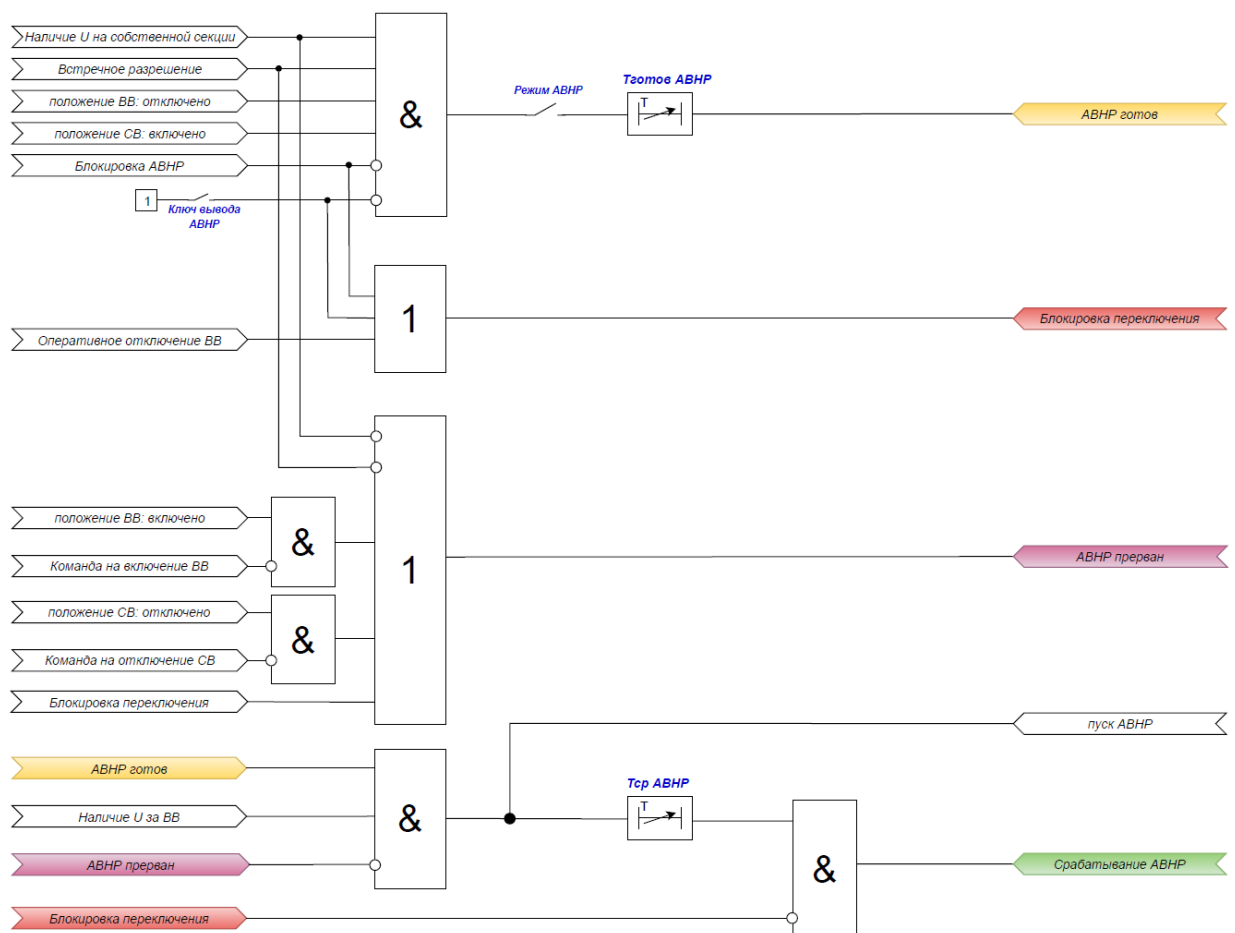 Наличие U на собственной секции
Встречное разрешение
положение ВВ: отключено
положение СВ: включено
Блокировка АВНР
1
Ключ вывода
АВНР
&
Режим АВНР
Tготов АВНР
T
АВНР готов
Оперативное отключение ВВ
1
Блокировка переключения
положение ВВ: включено
Команда на включение ВВ
&
положение СВ: отключено
Команда на отключение СВ
&
Блокировка переключения
1
АВНР прерван
пуск АВНР
АВНР готов
Наличие U за ВВ
АВНР прерван
&
Tср АВНР
T
Блокировка переключения
&
Срабатывание АВНР